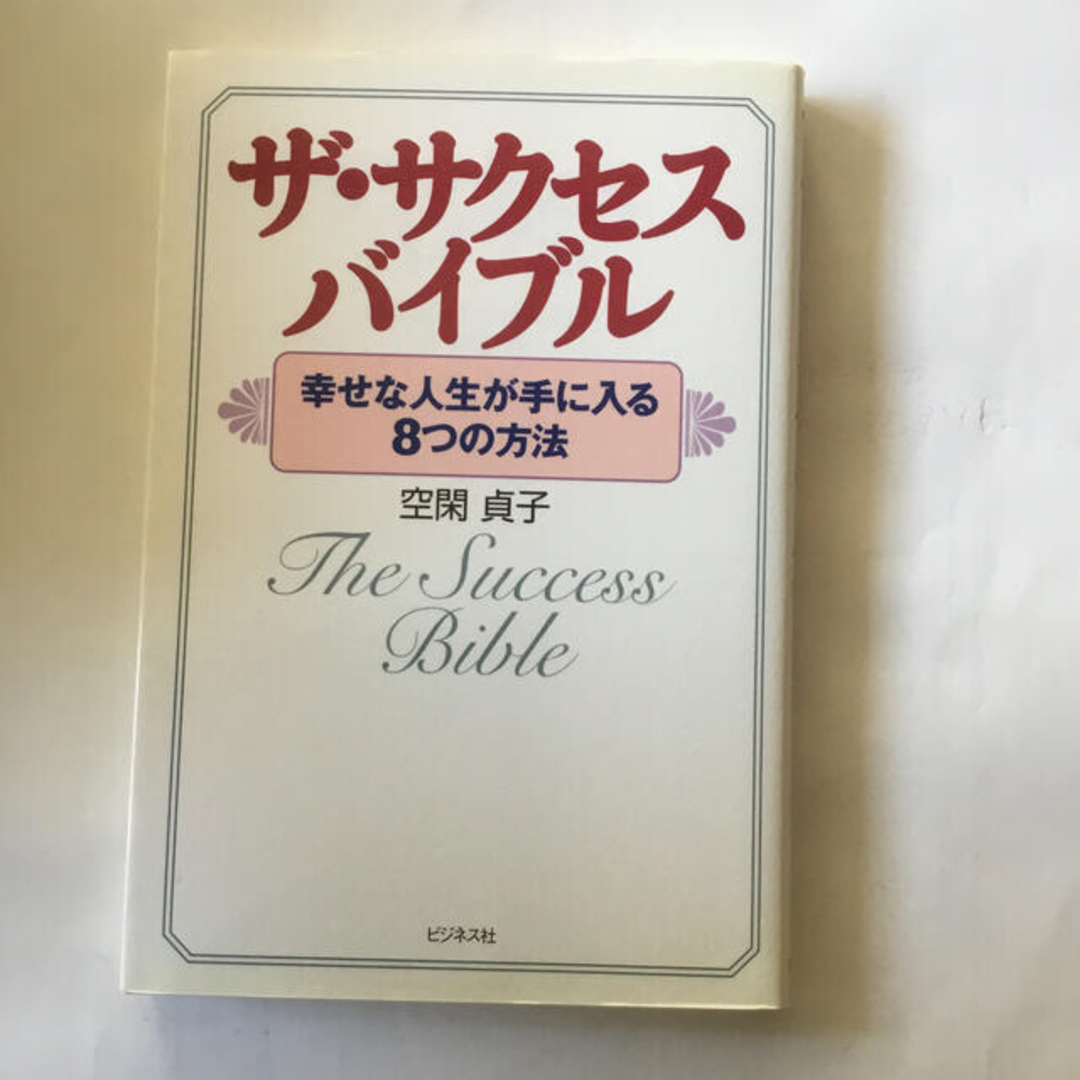 ザ・サクセス
バイブル
幸せな人生が手に入る
8つの方法
空閑 貞子
The Success
Bible
ビジネス社